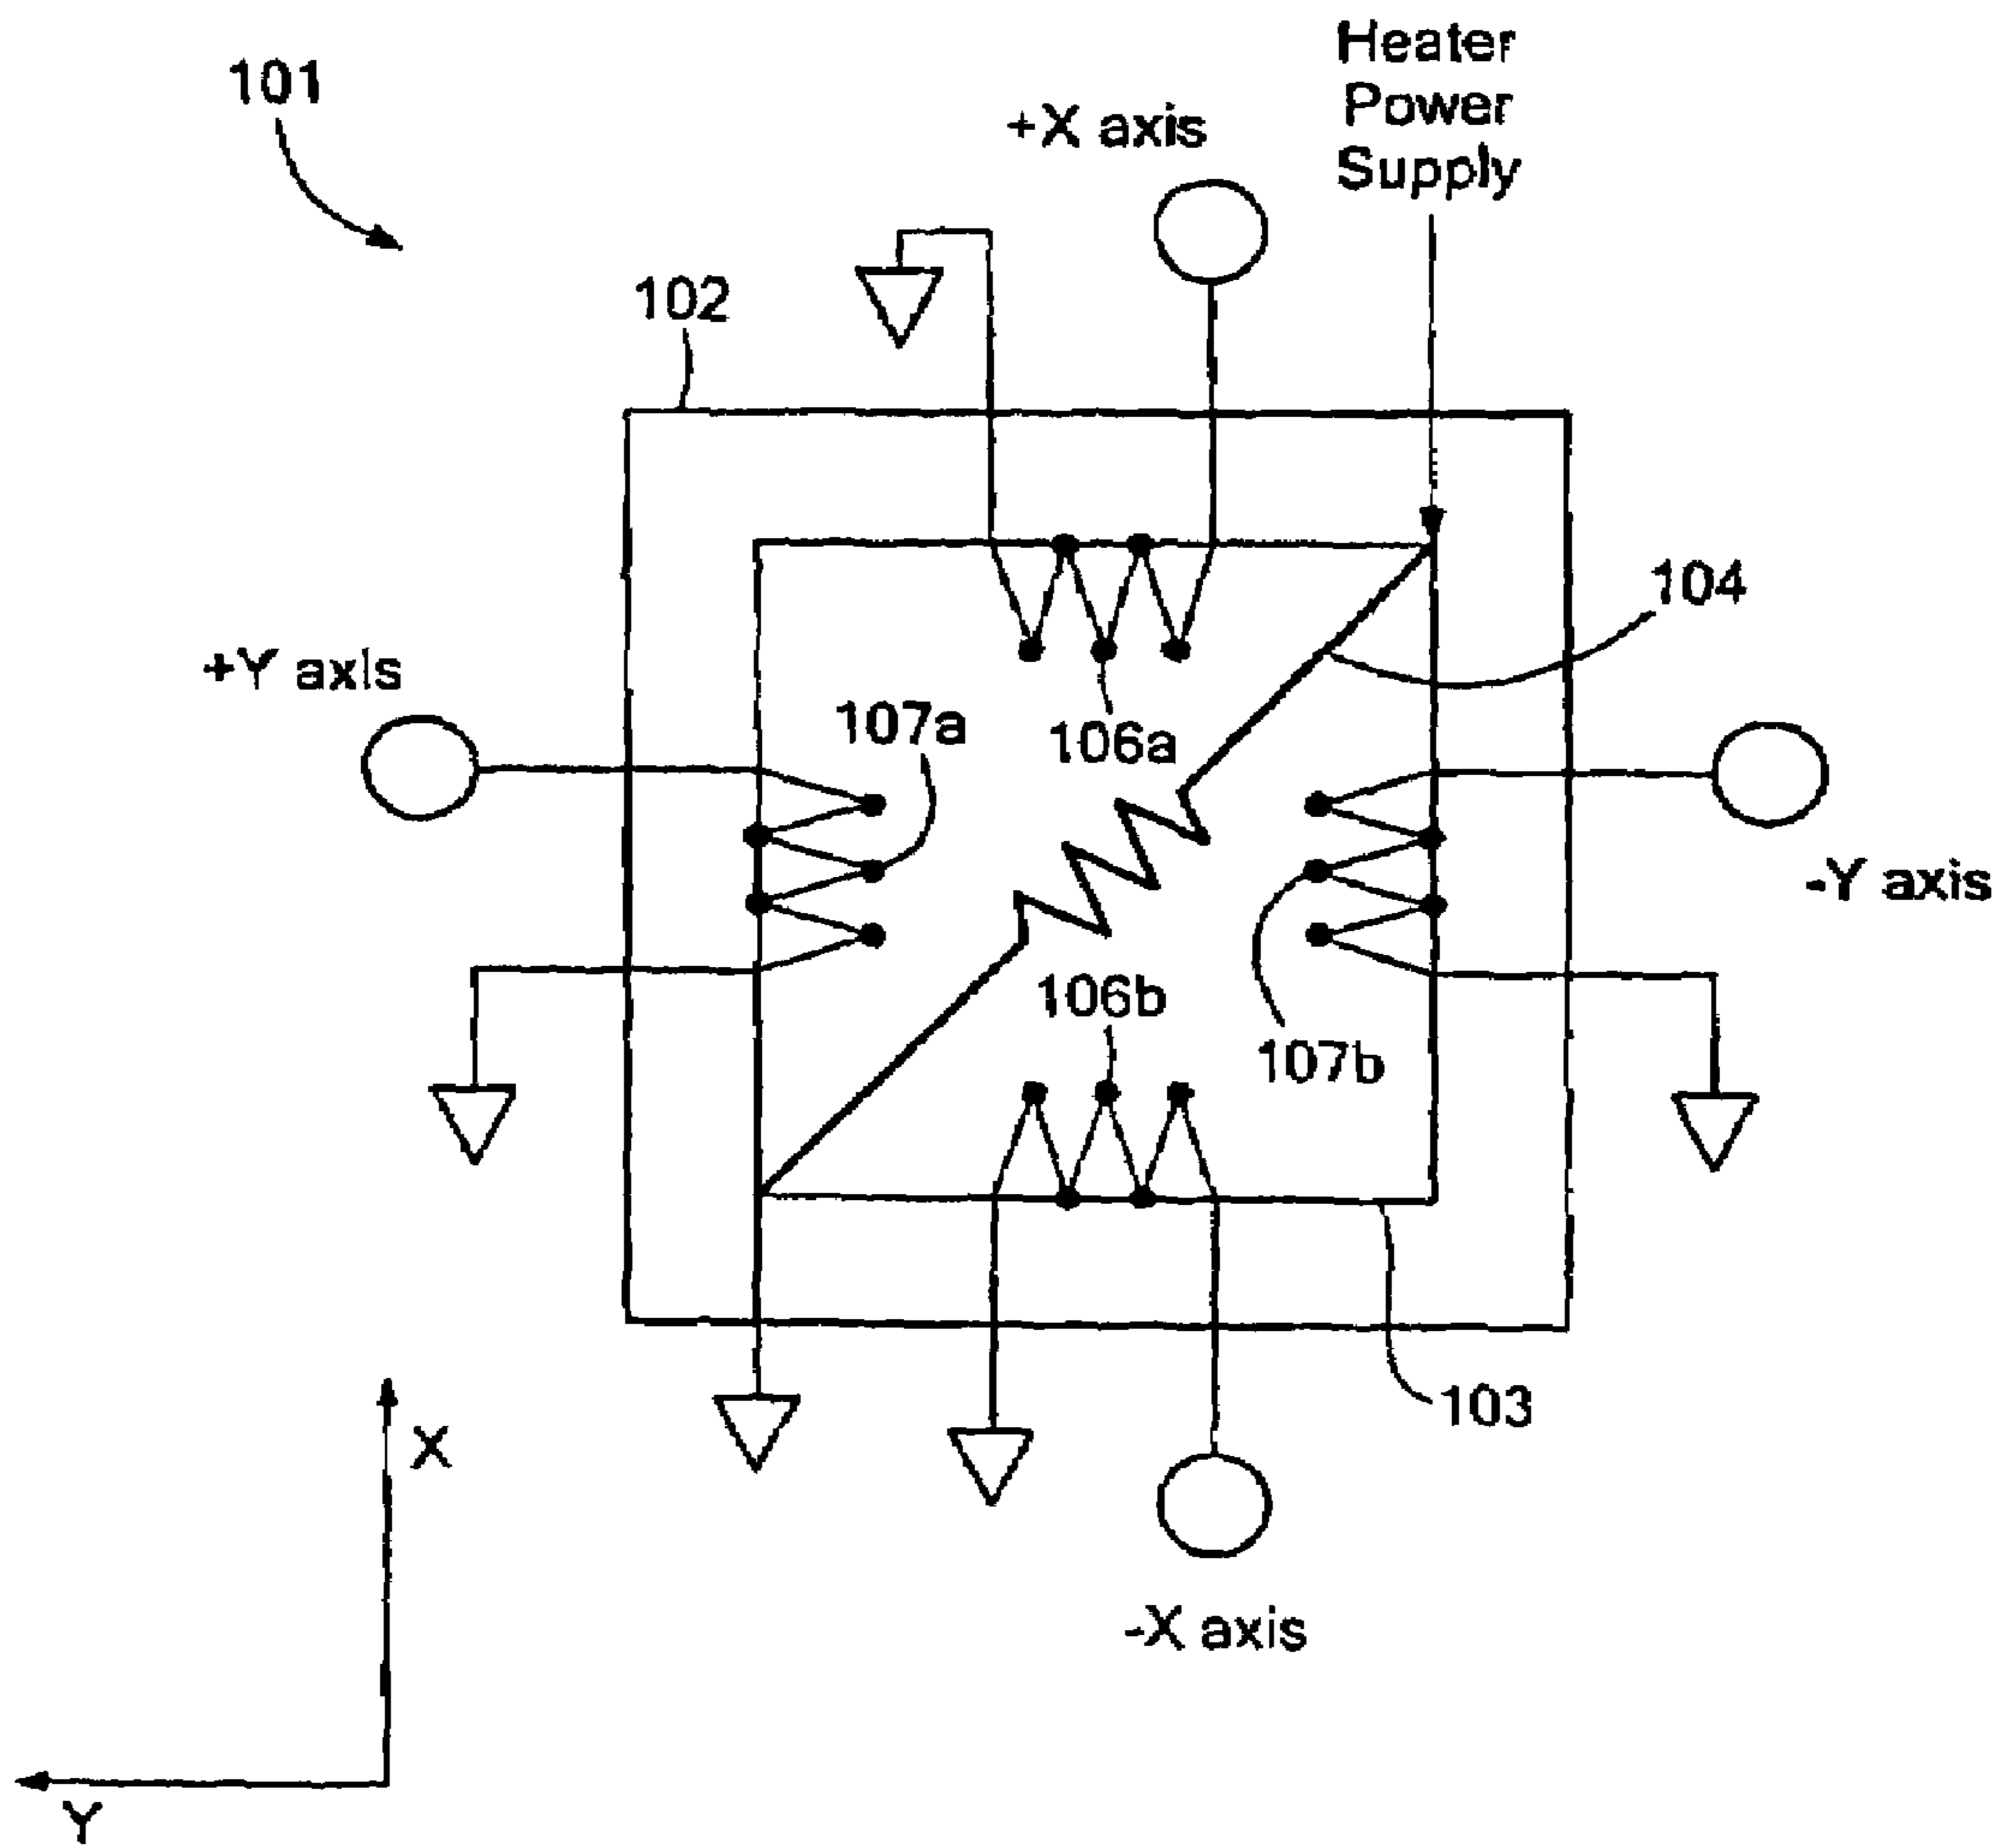 Heater
Power
Supply
101
+X axis
102
104
+Y axis
107a
106a
-Y axis
106b
107b
103
X
-X axis
Y